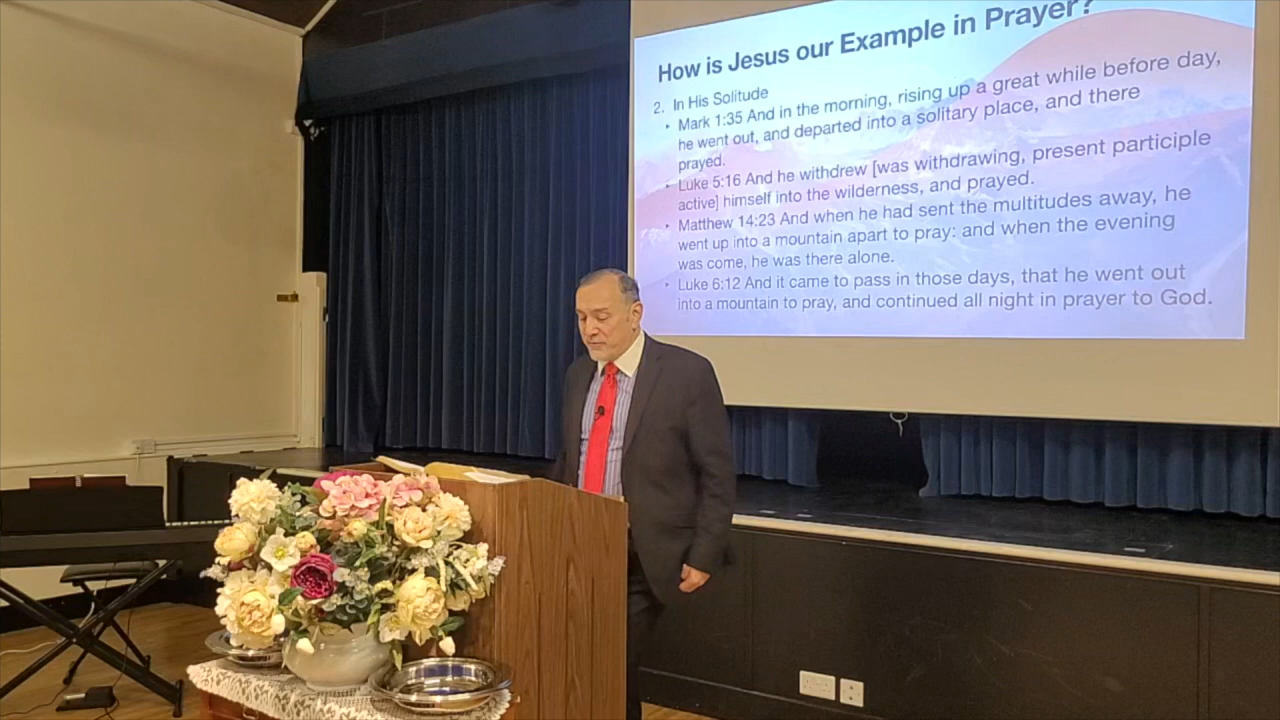 How is Jesus our Example in Prayer?
2. In His Solitude
‣ Mark 1:35 And in the morning, rising up a great while before day,
he went out, and departed into a solitary place, and there
prayed.
‣ Luke 5:16 And he withdrew [was withdrawing, present participle
active] himself into the wilderness, and prayed.
‣ Matthew 14:23 And when he had sent the multitudes away, he
went up into a mountain apart to pray: and when the evening
was come, he was there alone.
‣ Luke 6:12 And it came to pass in those days, that he went out
into a mountain to pray, and continued all night in prayer to God.